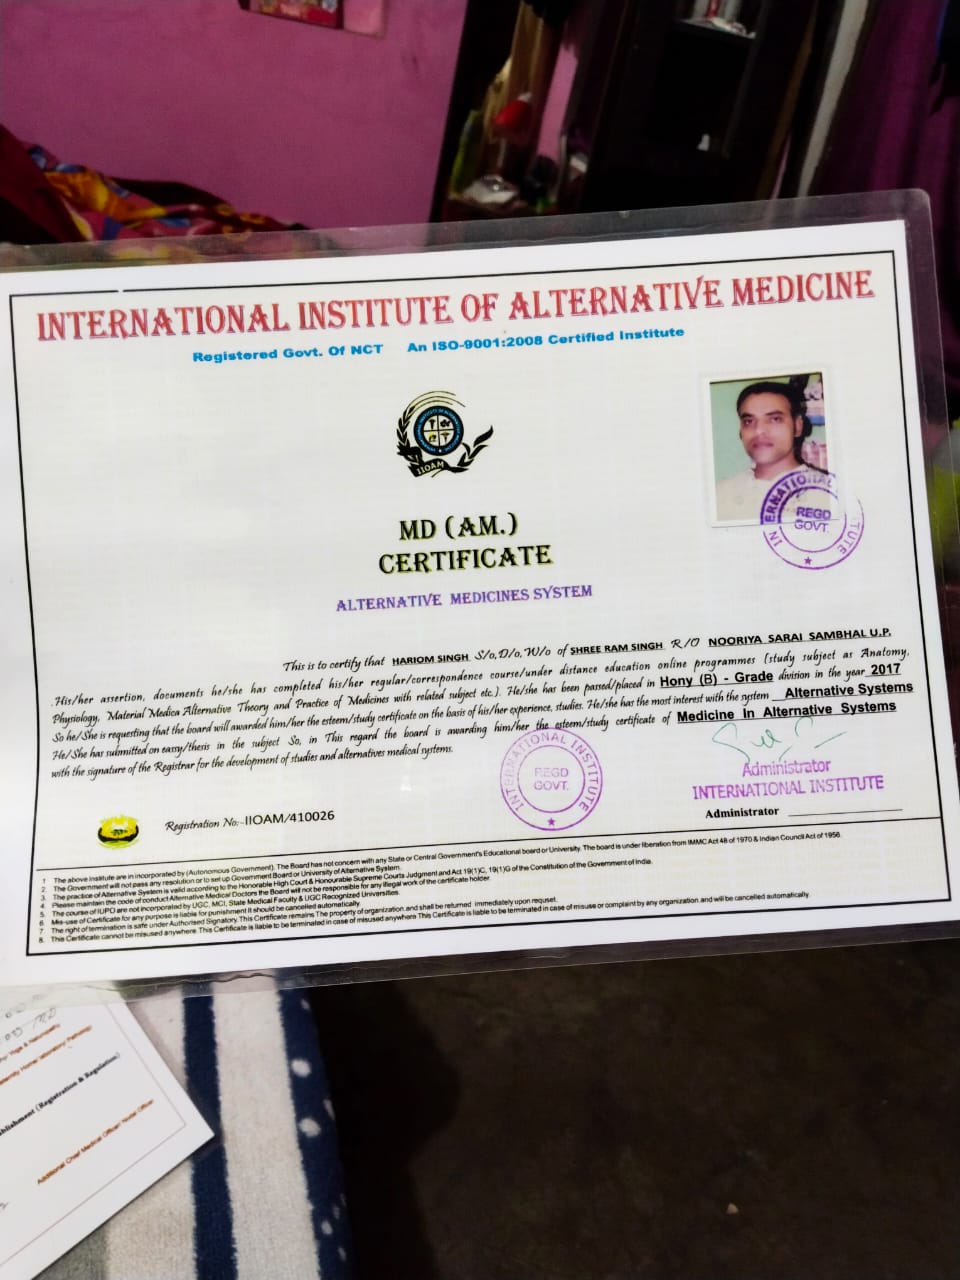 INTERNATIONAL INSTITUTE OF ALTERNATIVE MEDICINE
Registered Govt. Of NCT An ISO-9001:2008 Certified Institute
IIOAM
INTERNATIONAL INSTITUTE
REGD
GOVT.
MD (AM.)
CERTIFICATE
ALTERNATIVE MEDICINES SYSTEM
This is to certify that HARIOM SINGH S/o,D/o,W/o of SHREE RAM SINGH R/O NOORIYA SARAI SAMBHAL U.P.
.His/her assertion, documents he/she has completed his/her regular/correspondence course/under distance education online programmes (study subject as Anatomy,
Physiology, Material Medica Alternative Theory and Practice of Medicines with related subject etc.). He/she has been passed/placed in Hony (B) - Grade division in the year 2017
So he/She is requesting that the board will awarded him/her the esteem/study certificate on the basis of his/her experience, studies. He/she has the most interest with the system Alternative Systems
He/She has submitted on eassy/thesis in the subject So, in This regard the board is awarding him/her the esteem/study certificate of Medicine In Alternative Systems
with the signature of the Registrar for the development of studies and alternatives medical systems.
INTERNATIONAL INSTITUTE
REGD
GOVT.
Administrator
INTERNATIONAL INSTITUTE
Registration No:-IIOAM/410026
Administrator
1 The above Institute are in incorporated by (Autonomous Government). The Board has not concern with any State or Central Government's Educational board or University. The board is under liberation from IMMC Act 48 of 1970 & Indian Council Act of 1956.
2. The Government will not pass any resolution or to set up Government Board or University of Alternative System.
3. The practice of Alternative System is valid according to the Honorable High Court & Honourable Supreme Courts Judgment and Act 19(1)C, 19(1)G of the Constitution of the Government of India.
4. Please maintain the code of conduct Alternative Medical Doctors the Board will not be responsible for any illegal work of the certificate holder.
5. The course of IUPO are not incorporated by UGC, MCI, State Medical Faculty & UGC Recognized Universities.
6. Mis-use of Certificate for any purpose is liable for punishment It should be cancelled automatically.
7. The right of termination is safe under Authorised Signatory. This Certificate remains The property of organization and shall be returned immediately upon requset.
8. This Certificate cannot be misused anywhere. This Certificate is liable to be terminated in case of misused anywhere This Certificate is liable to be terminated in case of misuse or complaint by any organization and will be cancelled automatically.
Yoga & Naturopathy
Home/ laboratory/ Pathology
(Registration & Regulation)
Additional Chief Medical Officer/ Nodal Officer